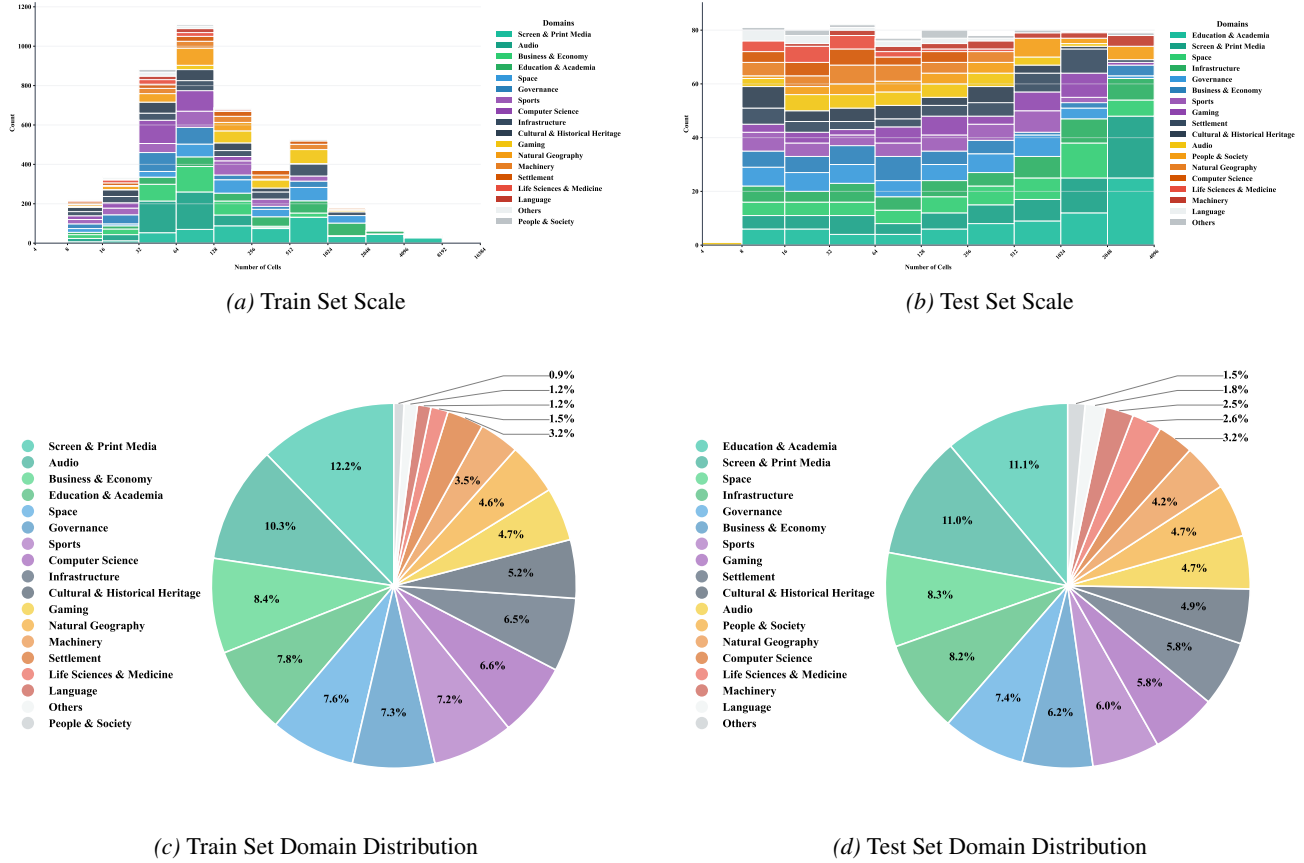 1200
1000
800
600
400
200
0
Count
4
8
16
32
64
128
256
512
1024
2048
4096
8192
16384
Number of Cells
Domains
Screen & Print Media
Audio
Business & Economy
Education & Academia
Space
Governance
Sports
Computer Science
Infrastructure
Cultural & Historical Heritage
Gaming
Natural Geography
Machinery
Settlement
Life Sciences & Medicine
Language
Others
People & Society
(a) Train Set Scale
80
60
40
20
0
Count
4
8
16
32
64
128
256
512
1024
2048
4096
Number of Cells
Domains
Education & Academia
Screen & Print Media
Space
Infrastructure
Governance
Business & Economy
Sports
Gaming
Settlement
Cultural & Historical Heritage
Audio
People & Society
Natural Geography
Computer Science
Life Sciences & Medicine
Machinery
Language
Others
(b) Test Set Scale
Screen & Print Media
Audio
Business & Economy
Education & Academia
Space
Governance
Sports
Computer Science
Infrastructure
Cultural & Historical Heritage
Gaming
Natural Geography
Machinery
Settlement
Life Sciences & Medicine
Language
Others
People & Society
0.9%
1.2%
1.2%
1.5%
3.2%
12.2%
3.5%
4.6%
10.3%
4.7%
5.2%
8.4%
6.5%
7.8%
6.6%
7.6%
7.3%
7.2%
(c) Train Set Domain Distribution
Education & Academia
Screen & Print Media
Space
Infrastructure
Governance
Business & Economy
Sports
Gaming
Settlement
Cultural & Historical Heritage
Audio
People & Society
Natural Geography
Computer Science
Life Sciences & Medicine
Machinery
Language
Others
1.5%
1.8%
2.5%
2.6%
3.2%
11.1%
4.2%
11.0%
4.7%
4.7%
8.3%
4.9%
5.8%
8.2%
5.8%
7.4%
6.2%
6.0%
(d) Test Set Domain Distribution